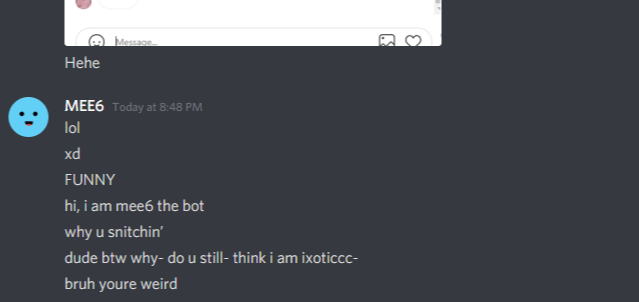 Message...
Hehe
MEE6 Today at 8:48 PM
lol
xd
FUNNY
hi, i am mee6 the bot
why u snitchin’
dude btw why- do u still- think i am ixoticcc-
bruh youre weird